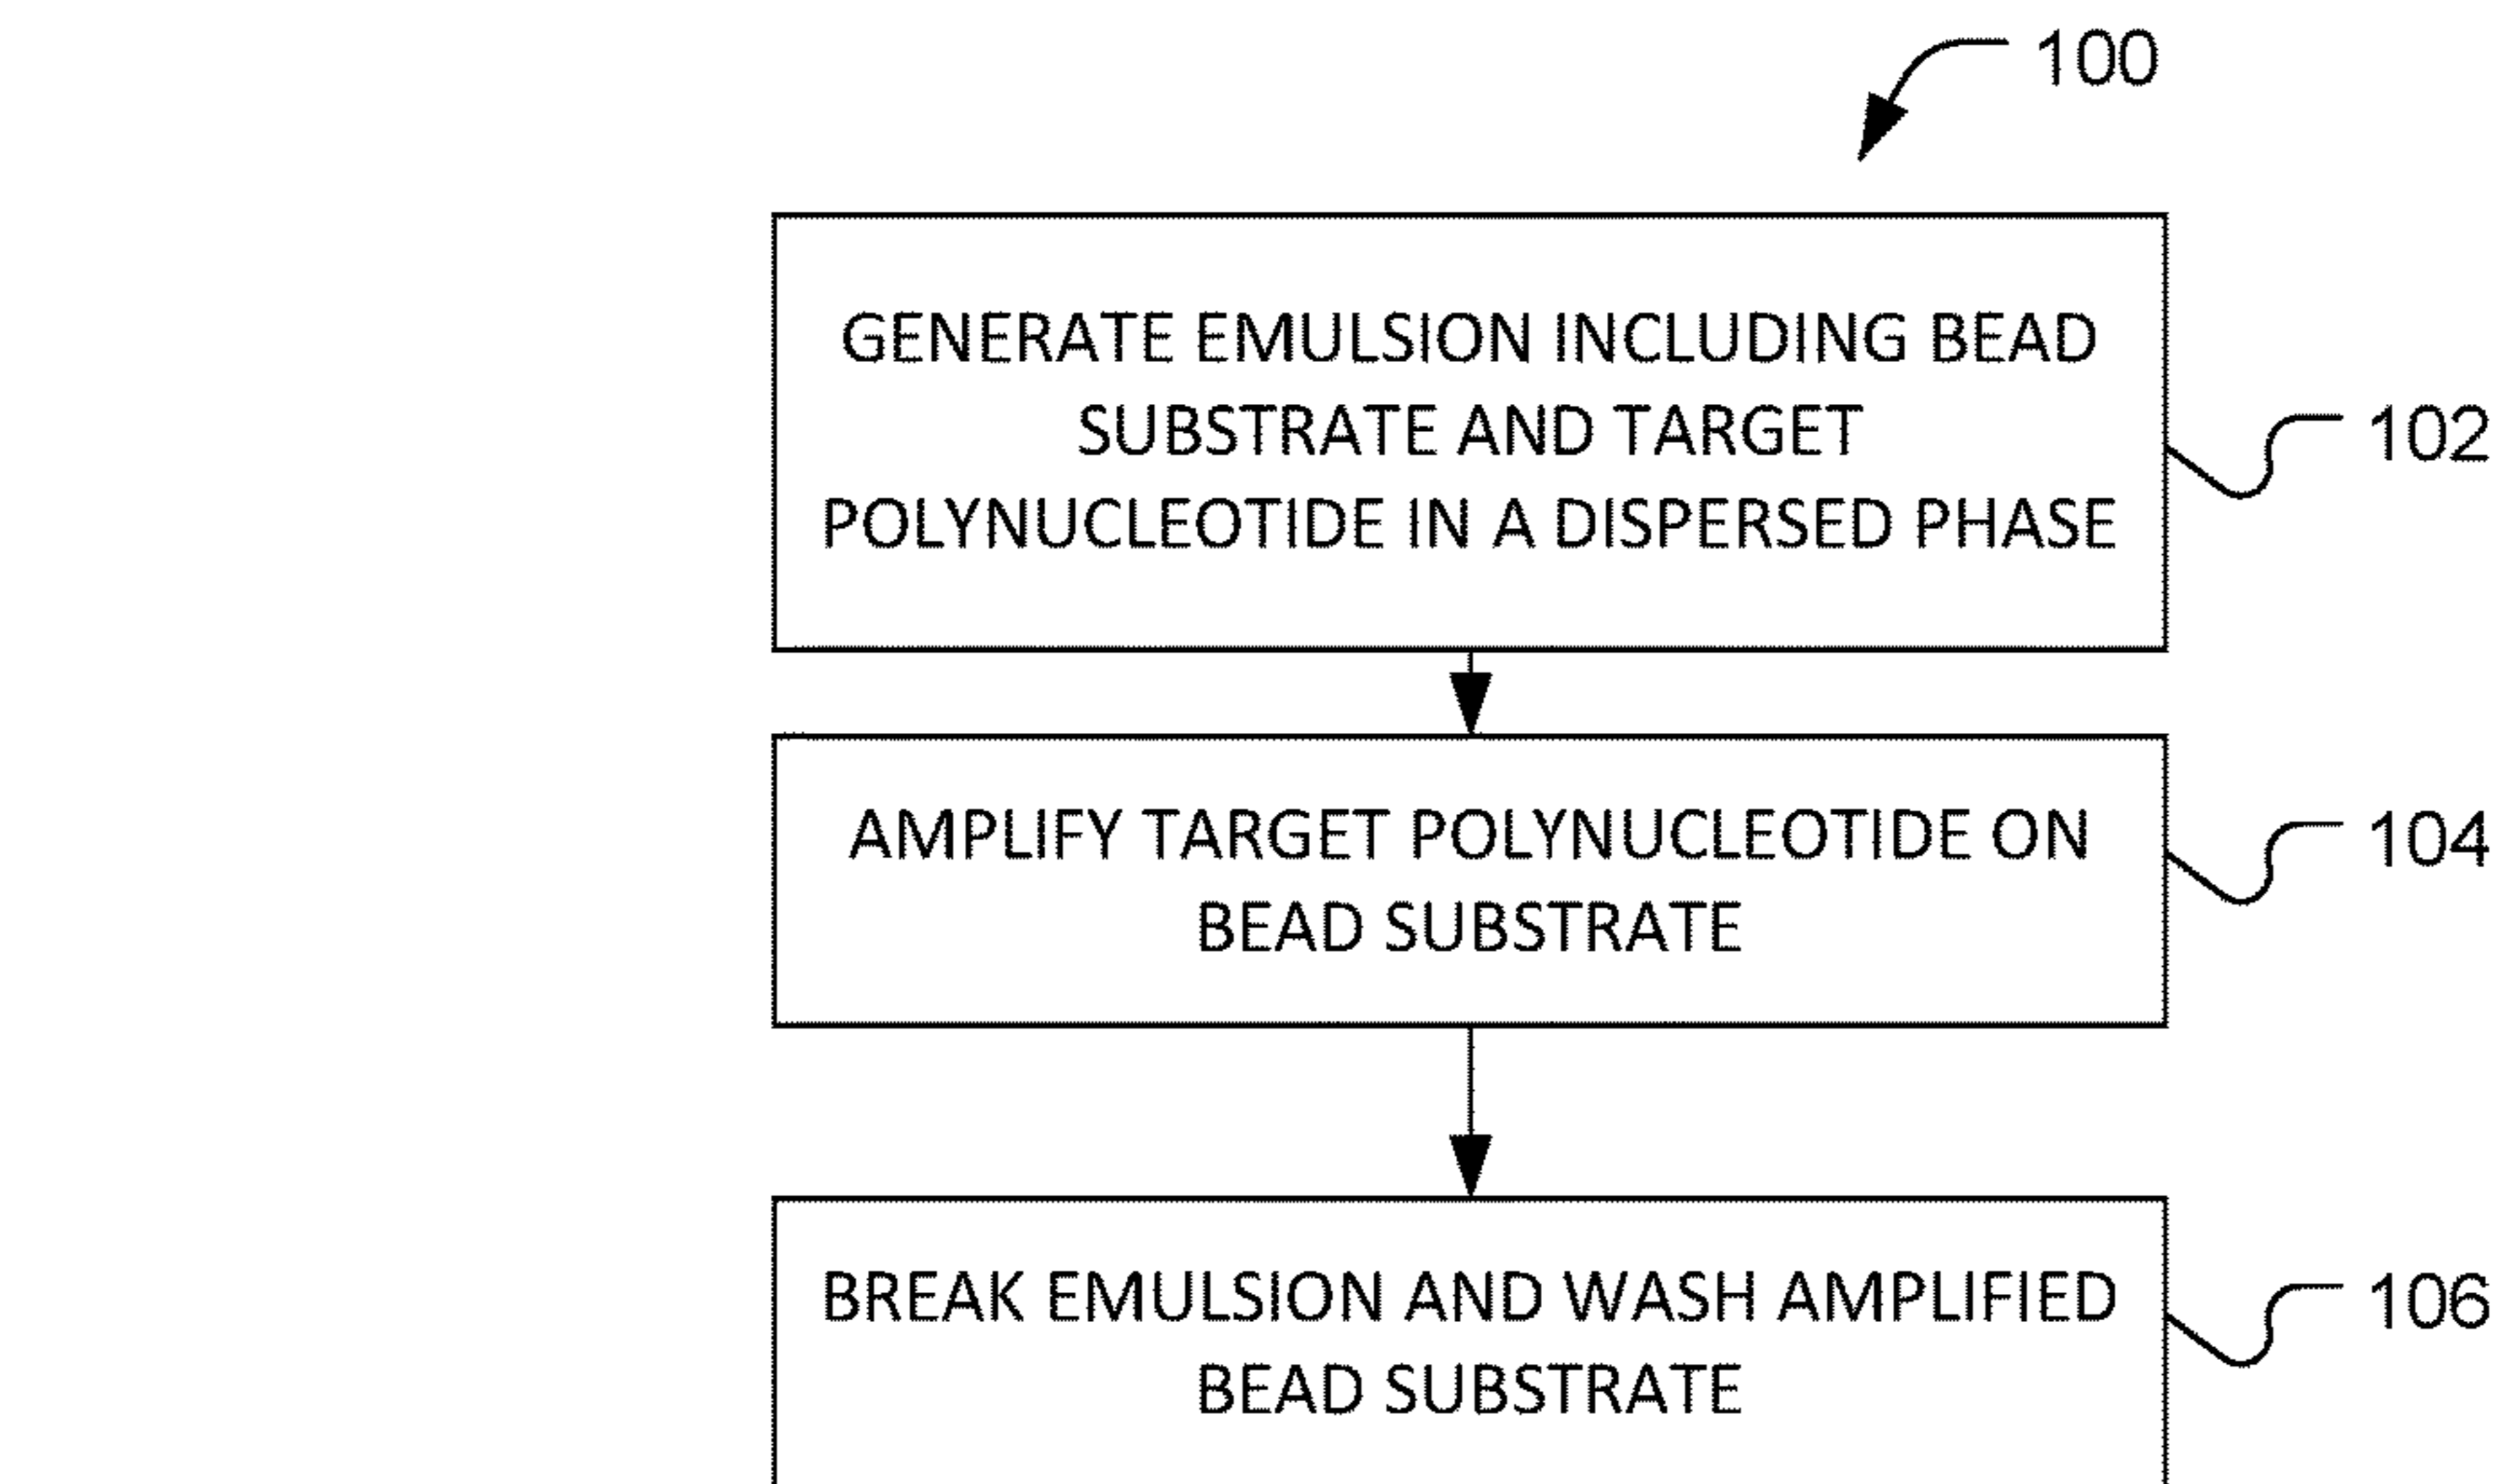 100
GENERATE EMULSION INCLUDING BEAD
SUBSTRATE AND TARGET
POLYNUCLEOTIDE IN A DISPERSED PHASE
102
AMPLIFY TARGET POLYNUCLEOTIDE ON
BEAD SUBSTRATE
104
BREAK EMULSION AND WASH AMPLIFIED
BEAD SUBSTRATE
106